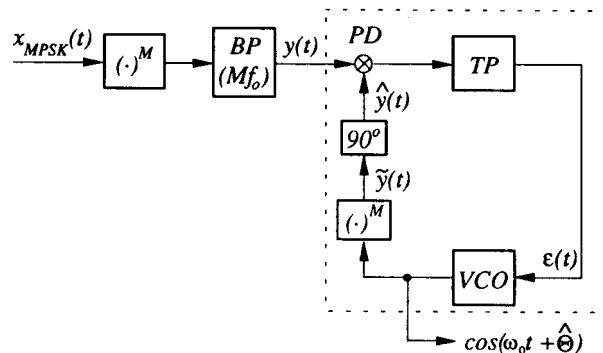 x_MPSK(t)
(·)^M
BP
(Mf_o)
y(t)
PD
TP
ŷ(t)
90°
ỹ(t)
(·)^M
ε(t)
VCO
cos(ω_o t + Θ̂)